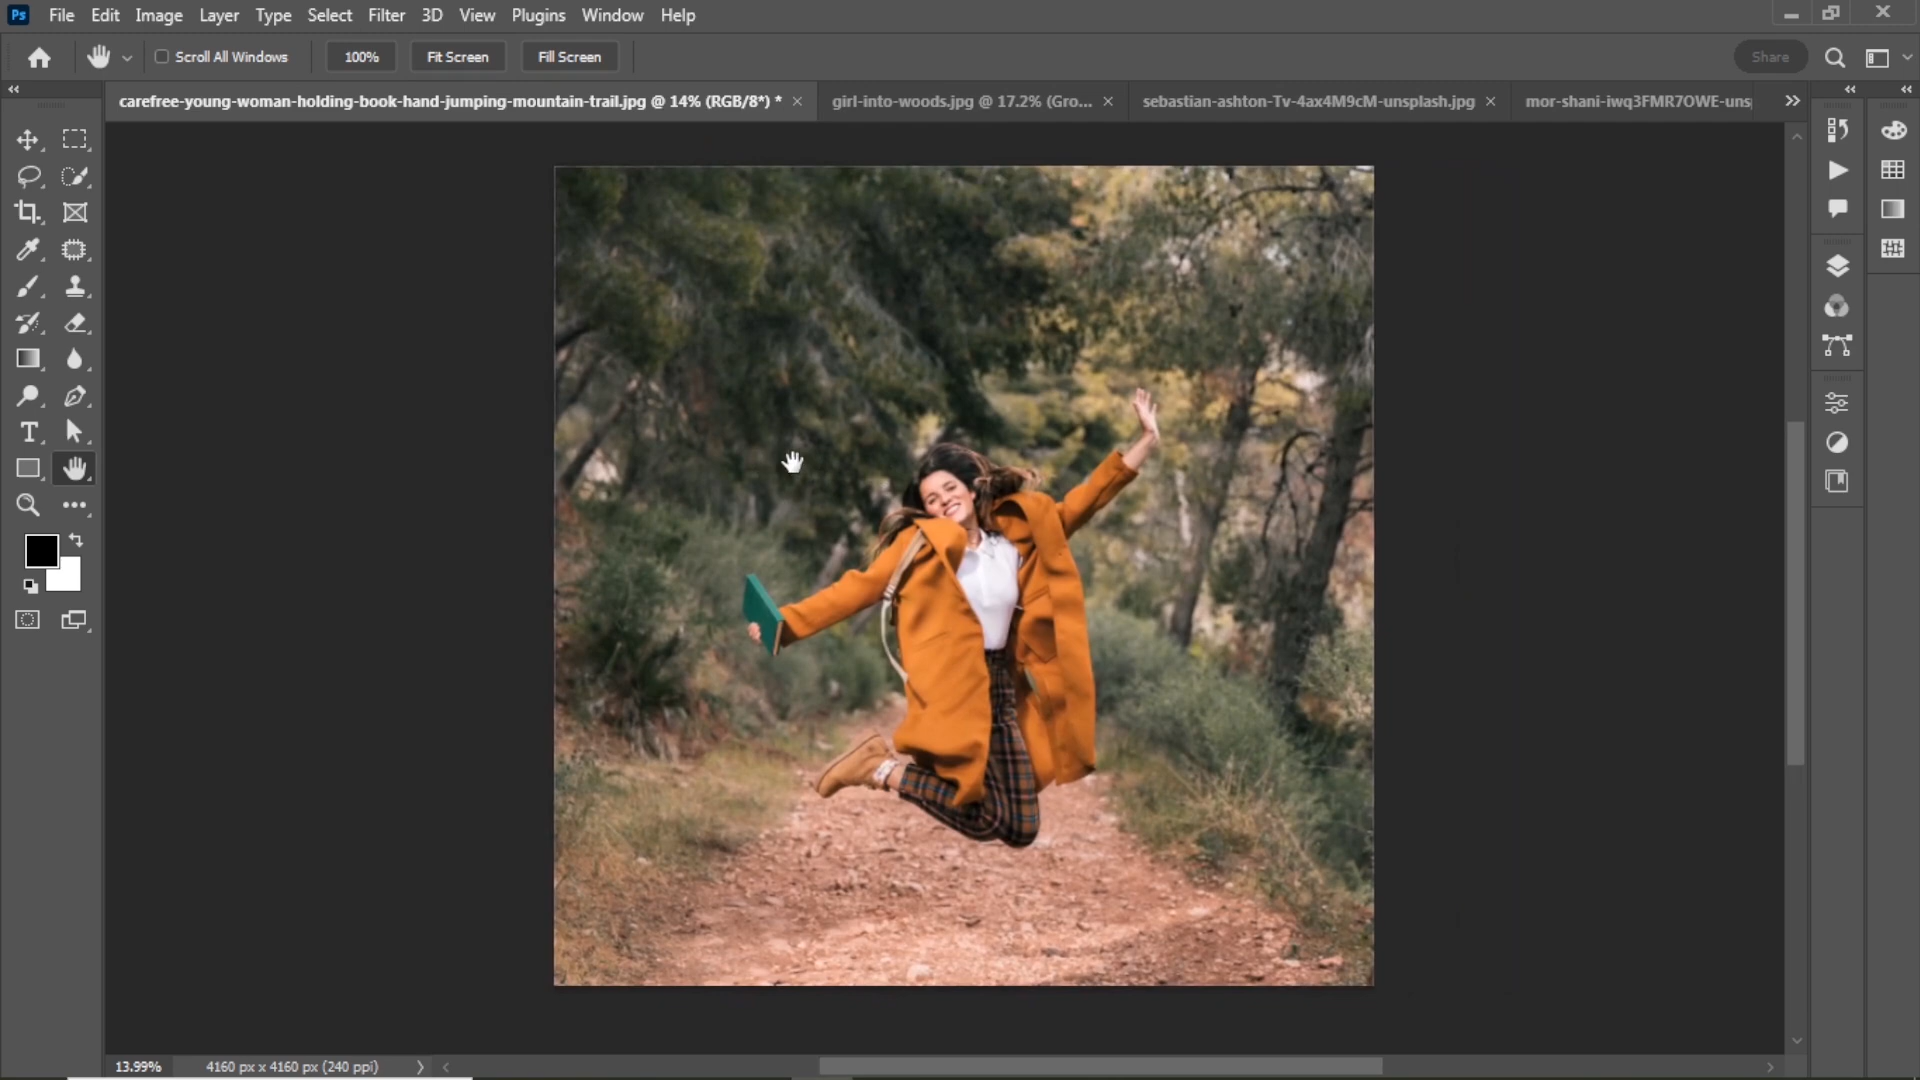 Ps File Edit Image Layer Type Select Filter 3D View Plugins Window Help
Scroll All Windows 100% Fit Screen Fill Screen Share
carefree-young-woman-holding-book-hand-jumping-mountain-trail.jpg @ 14% (RGB/8*) * girl-into-woods.jpg @ 17.2% (Gro... sebastian-ashton-Tv-4ax4M9cM-unsplash.jpg mor-shani-iwq3FMR7OWE-uns
T
13.99% 4160 px x 4160 px (240 ppi)